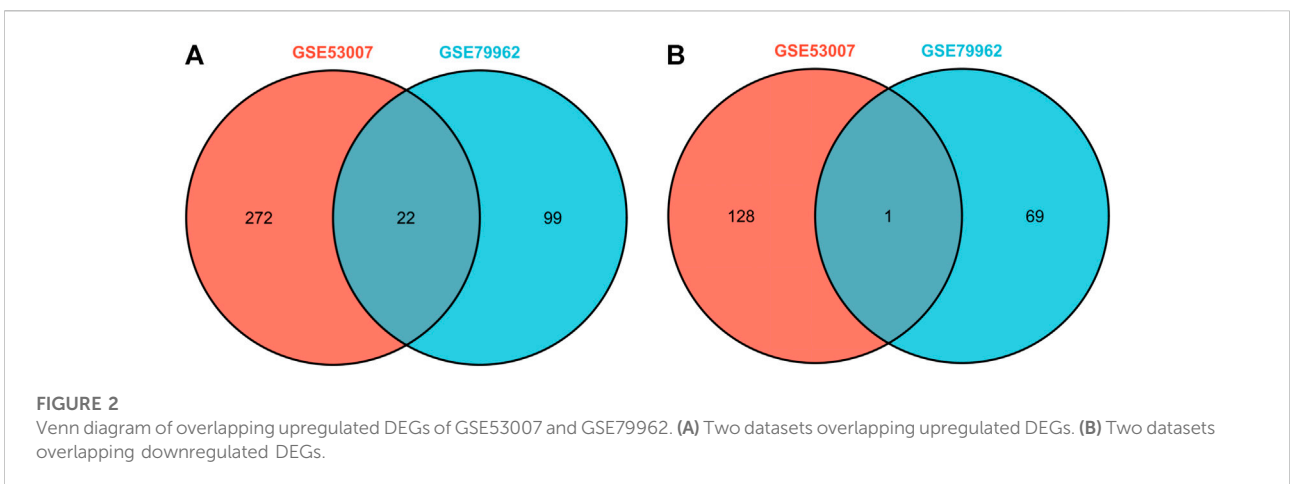 A
GSE53007
GSE79962
272
22
99
B
GSE53007
GSE79962
128
1
69
FIGURE 2
Venn diagram of overlapping upregulated DEGs of GSE53007 and GSE79962. (A) Two datasets overlapping upregulated DEGs. (B) Two datasets
overlapping downregulated DEGs.